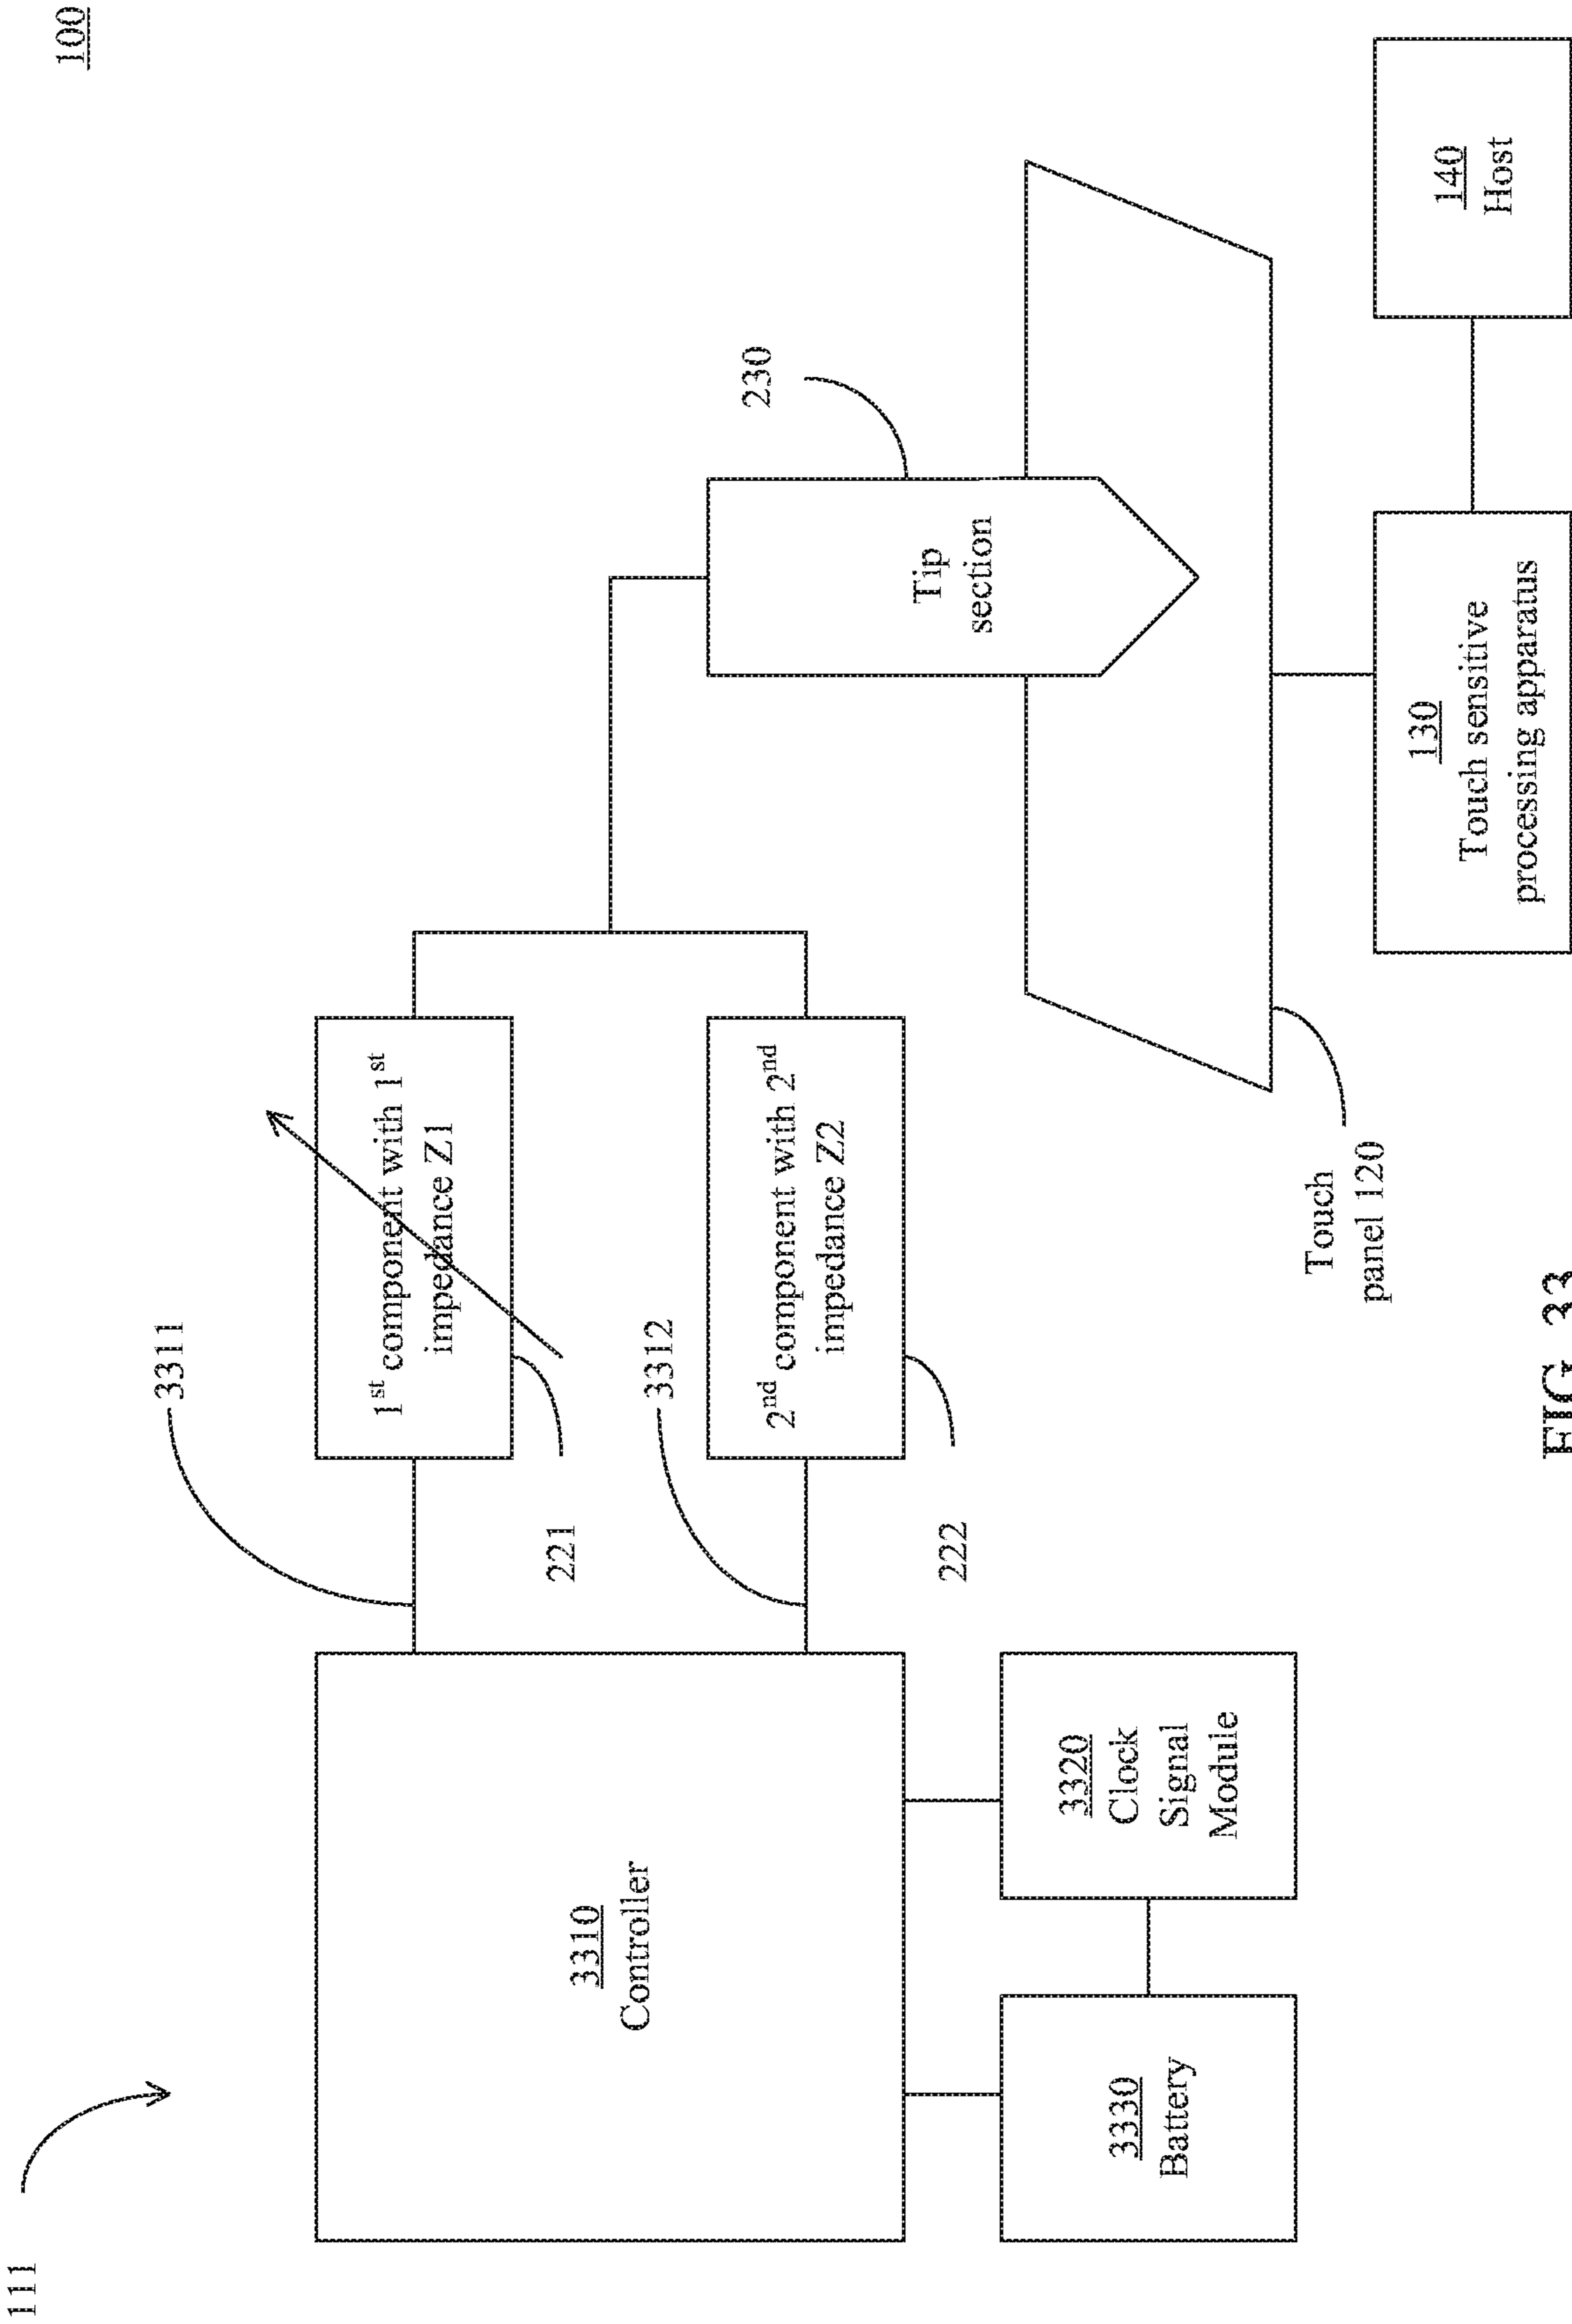 100
111
3311
1st component with 1st
impedance Z1
221
3312
2nd component with 2nd
impedance Z2
222
3310
Controller
3330
Battery
3320
Clock
Signal
Module
230
Tip
section
Touch
panel 120
130
Touch sensitive
processing apparatus
140
Host
FIG. 33